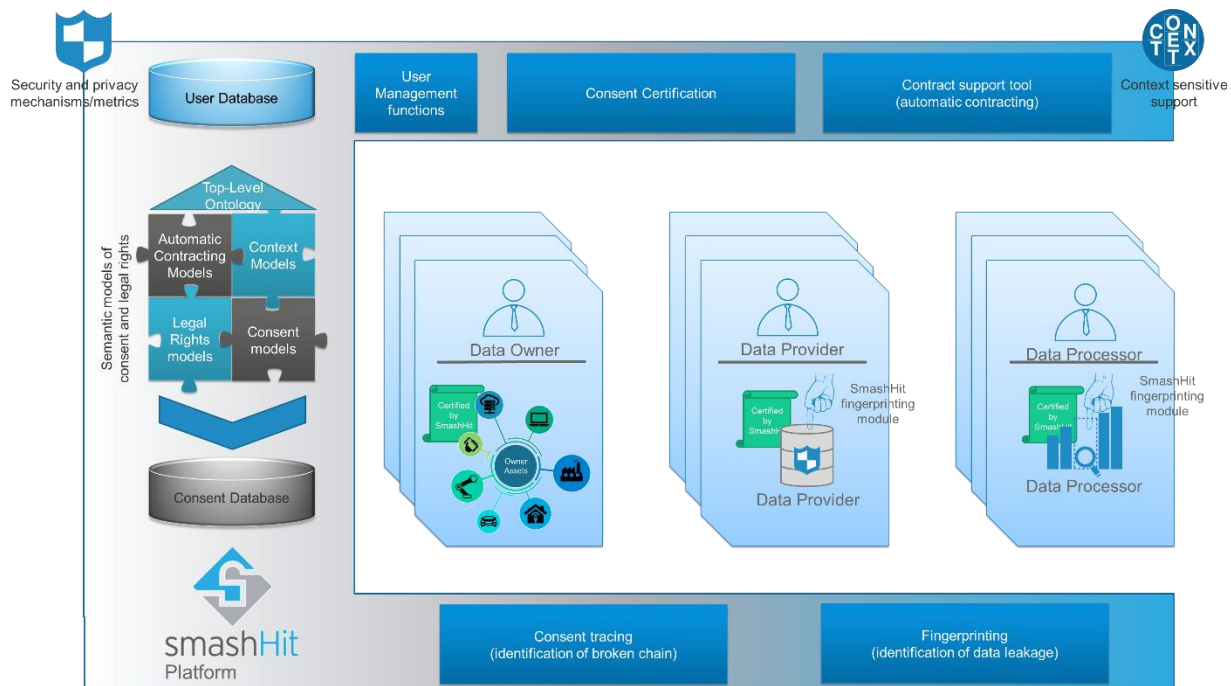 Security and privacy
mechanisms/metrics
User Database
User
Management
functions
Consent Certification
Contract support tool
(automatic contracting)
CONTEXT
Context sensitive
support
Semantic models of
consent and legal rights
Top-Level
Ontology
Automatic
Contracting
Models
Context
Models
Legal
Rights
models
Consent
models
Consent Database
smashHit
Platform
Data Owner
Certified
by
SmashHit
Owner
Assets
Data Provider
SmashHit
fingerprinting
module
Certified
by
SmashHit
Data Provider
Data Processor
SmashHit
fingerprinting
module
Certified
by
SmashHit
Data Processor
Consent tracing
(identification of broken chain)
Fingerprinting
(identification of data leakage)